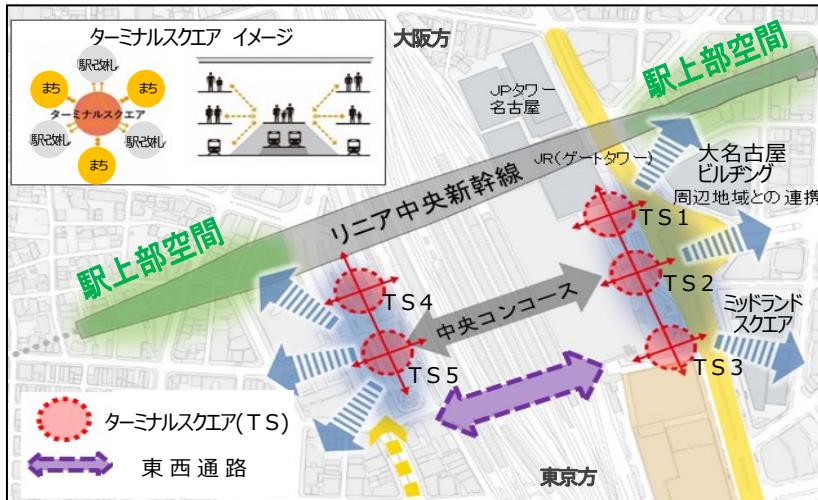 ターミナルスクエア イメージ
駅改札
まち
まち
ターミナルスクエア
駅改札
駅改札
まち
大阪方
駅上部空間
JPタワー
名古屋
JR(ゲートタワー)
大名古屋
ビルヂング
周辺地域との連携
リニア中央新幹線
駅上部空間
TS1
TS2
TS3
TS4
TS5
中央コンコース
ミッドランド
スクエア
ターミナルスクエア(TS)
東西通路
東京方